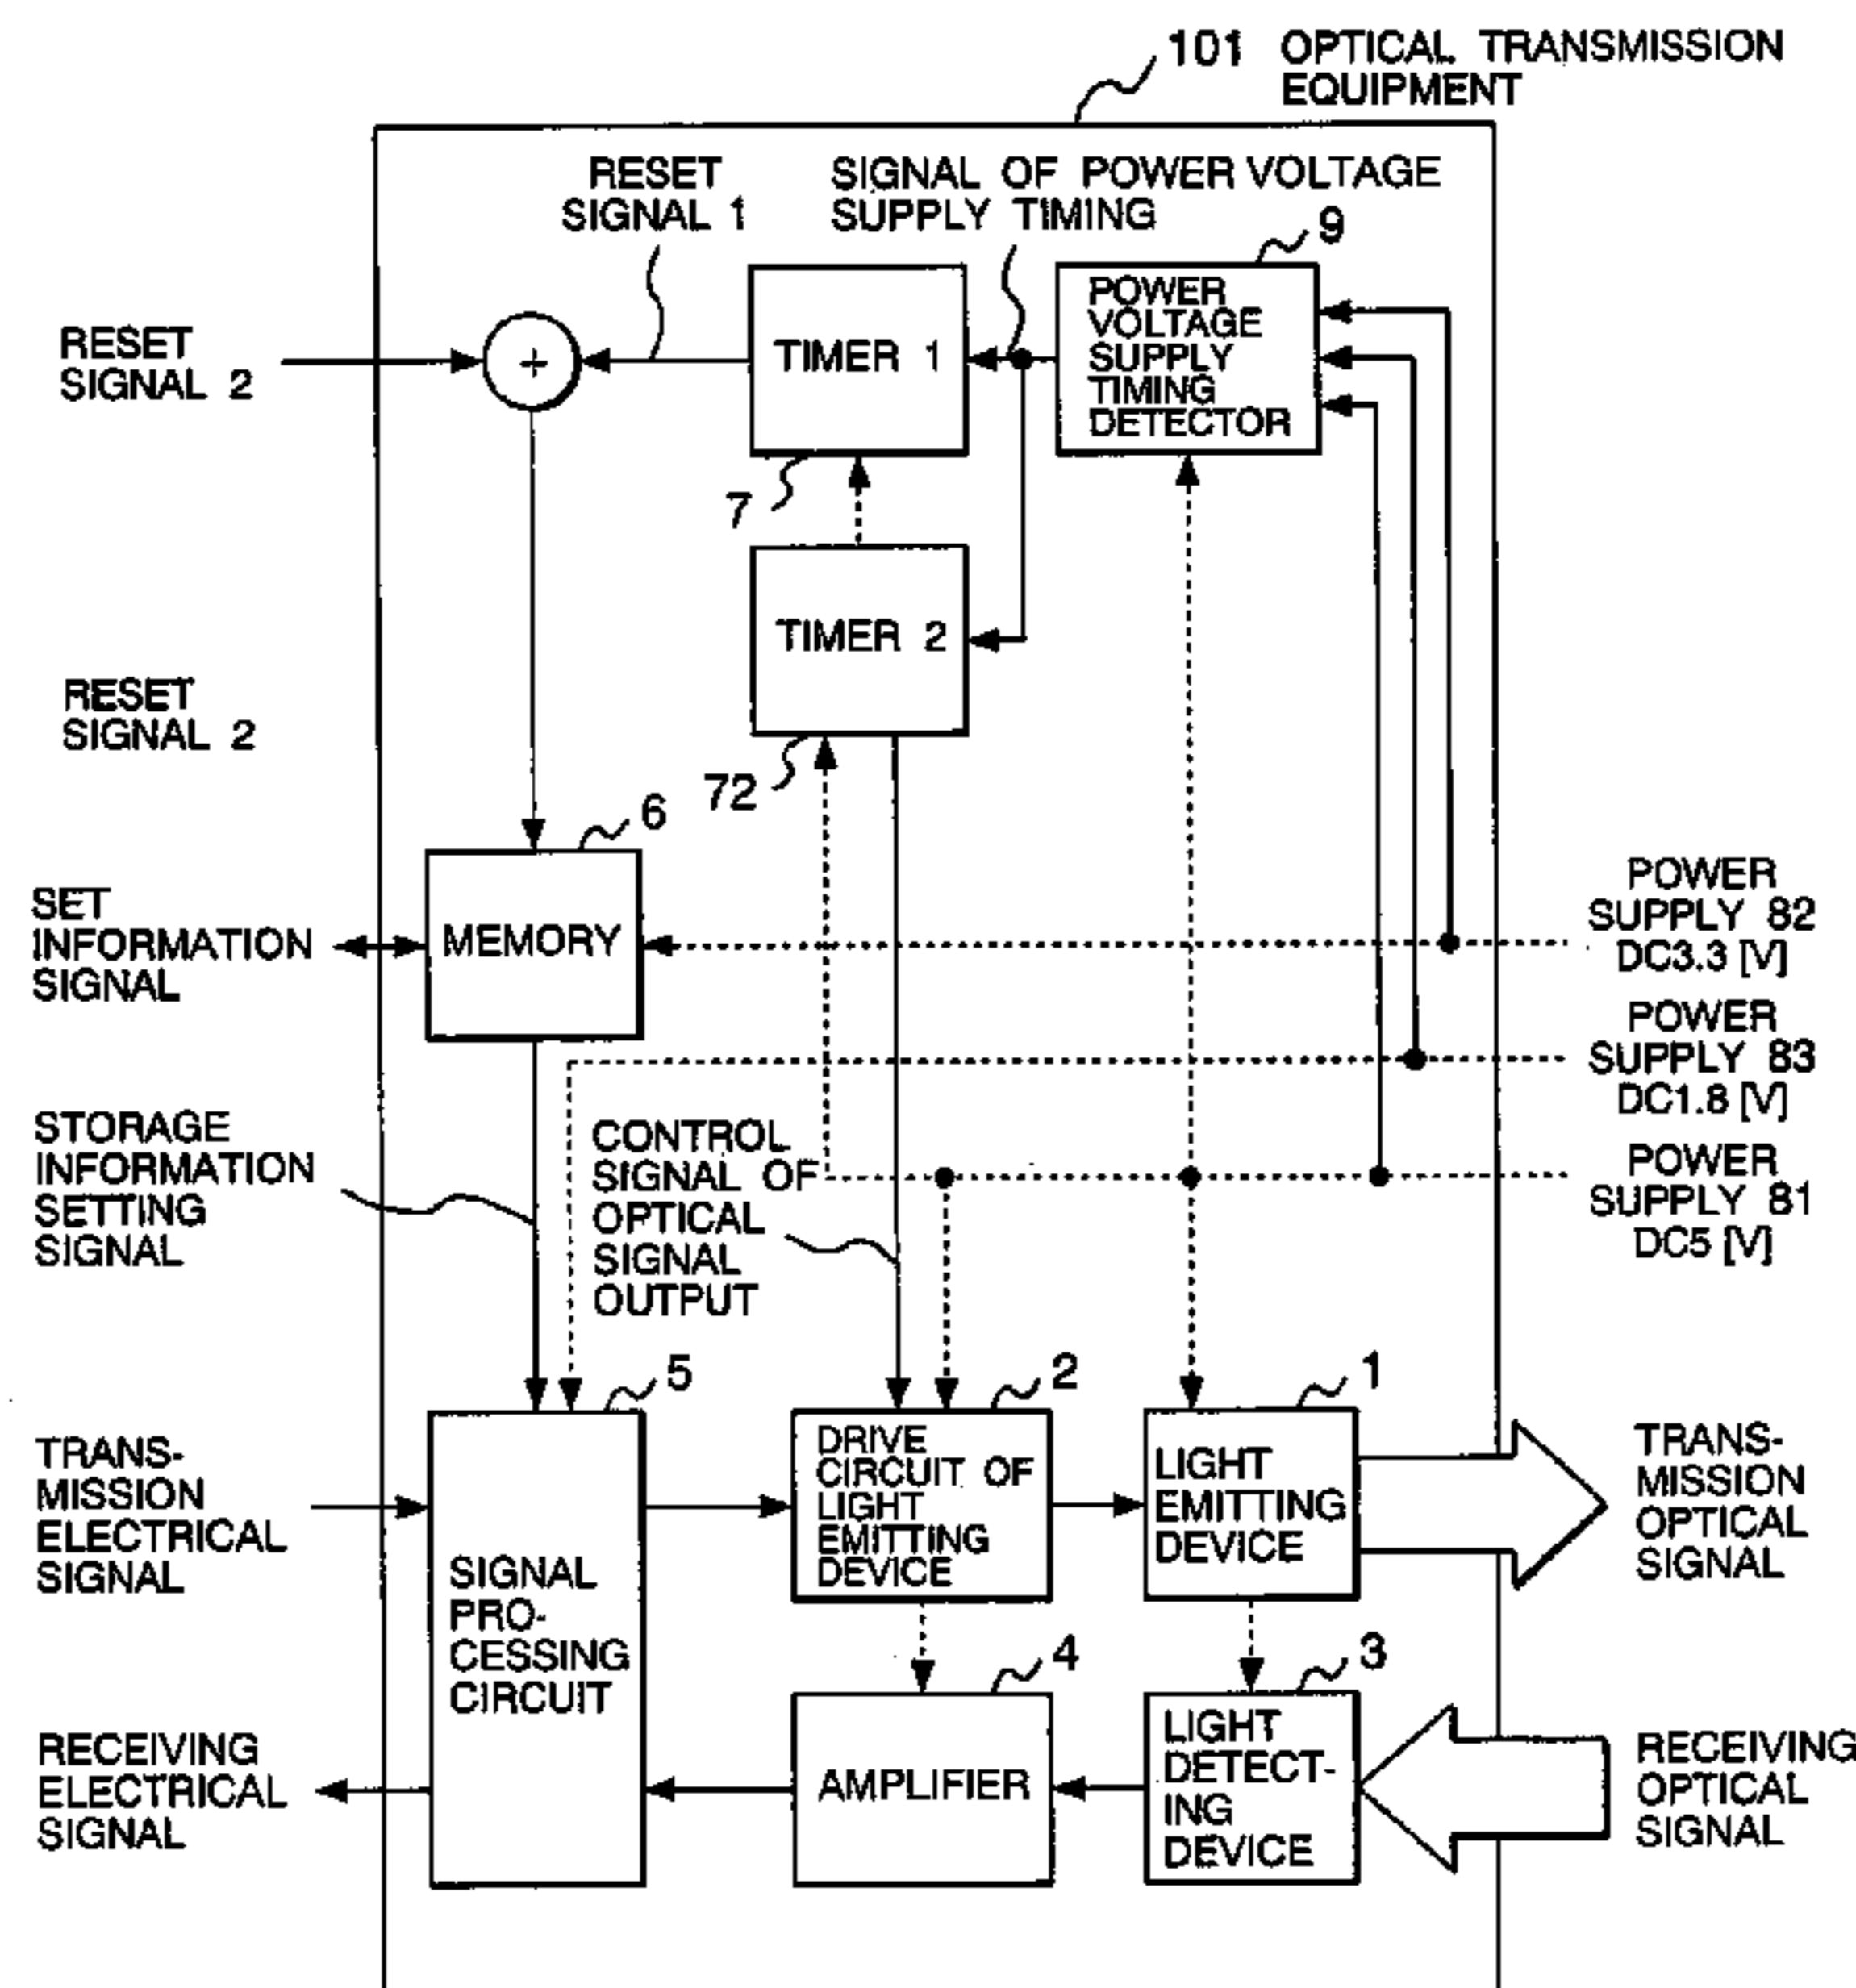 101 OPTICAL TRANSMISSION
EQUIPMENT
RESET
SIGNAL 1
SIGNAL OF POWER VOLTAGE
SUPPLY TIMING
9
POWER
VOLTAGE
SUPPLY
TIMING
DETECTOR
TIMER 1
+
RESET
SIGNAL 2
7
TIMER 2
RESET
SIGNAL 2
72
6
SET
INFORMATION
SIGNAL
MEMORY
POWER
SUPPLY 82
DC3.3 [V]
POWER
SUPPLY 83
DC1.8 [V]
POWER
SUPPLY 81
DC5 [V]
STORAGE
INFORMATION
SETTING
SIGNAL
CONTROL
SIGNAL OF
OPTICAL
SIGNAL
OUTPUT
5
2
1
TRANS-
MISSION
ELECTRICAL
SIGNAL
SIGNAL
PRO-
CESSING
CIRCUIT
DRIVE
CIRCUIT OF
LIGHT
EMITTING
DEVICE
LIGHT
EMITTING
DEVICE
TRANS-
MISSION
OPTICAL
SIGNAL
4
3
RECEIVING
ELECTRICAL
SIGNAL
AMPLIFIER
LIGHT
DETECT-
ING
DEVICE
RECEIVING
OPTICAL
SIGNAL